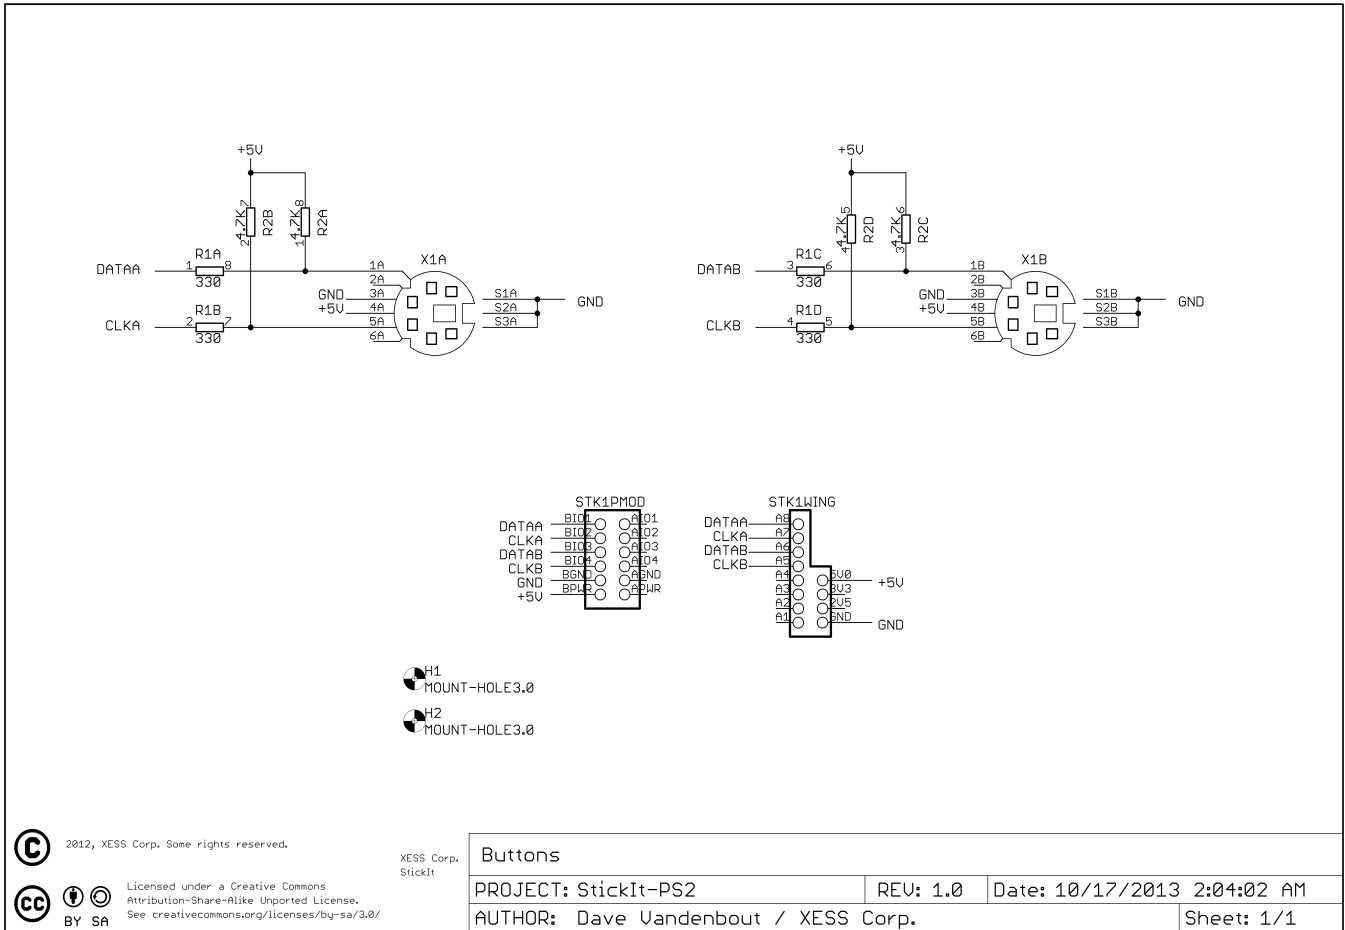 +5V
4.7K
7
2
R2B
4.7K
8
1
R2A
DATAA
1
R1A
8
330
CLKA
2
R1B
7
330
GND
+5V
1A
2A
3A
4A
5A
6A
X1A
S1A
S2A
S3A
GND
+5V
4.7K
5
4
R2D
4.7K
6
3
R2C
DATAB
3
R1C
6
330
CLKB
4
R1D
5
330
GND
+5V
1B
2B
3B
4B
5B
6B
X1B
S1B
S2B
S3B
GND
STK1PMOD
DATAA BIO1 AIO1
CLKA BIO2 AIO2
DATAB BIO3 AIO3
CLKB BIO4 AIO4
GND BGND AGND
+5V BPWR APWR
STK1WING
DATAA A8
CLKA A7
DATAB A6
CLKB A5
A4 5V0 +5V
A3 3V3
A2 2V5
A1 GND GND
H1
MOUNT-HOLE3.0
H2
MOUNT-HOLE3.0
C 2012, XESS Corp. Some rights reserved.
CC
BY SA
Licensed under a Creative Commons
Attribution-Share-Alike Unported License.
See creativecommons.org/licenses/by-sa/3.0/
XESS Corp.
StickIt
Buttons
PROJECT: StickIt-PS2
REV: 1.0
Date: 10/17/2013 2:04:02 AM
AUTHOR: Dave Vandenbout / XESS Corp.
Sheet: 1/1